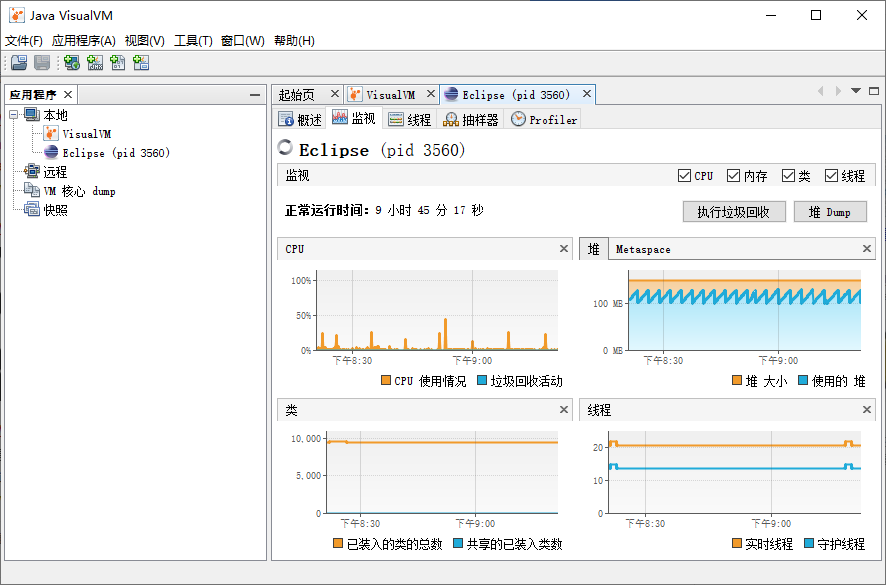 Java VisualVM
文件(F) 应用程序(A) 视图(V) 工具(T) 窗口(W) 帮助(H)
应用程序
本地
VisualVM
Eclipse (pid 3560)
远程
VM 核心 dump
快照
起始页 VisualVM Eclipse (pid 3560)
概述 监视 线程 抽样器 Profiler
Eclipse (pid 3560)
监视 CPU 内存 类 线程
正常运行时间: 9 小时 45 分 17 秒 执行垃圾回收 堆 Dump
CPU
100%
50%
0%
下午8:30 下午9:00
CPU 使用情况 垃圾回收活动
堆 Metaspace
100 MB
0 MB
下午8:30 下午9:00
堆 大小 使用的 堆
类
10,000
5,000
0
下午8:30 下午9:00
已装入的类的总数 共享的已装入类数
线程
20
10
0
下午8:30 下午9:00
实时线程 守护线程